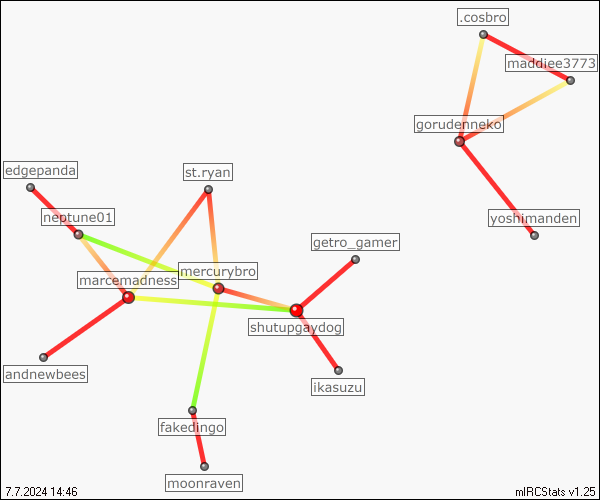 .cosbro
maddiee3773
gorudenneko
edgepanda
st.ryan
neptune01
yoshimanden
getro_gamer
mercurybro
marcemadness
shutupgaydog
andnewbees
ikasuzu
fakedingo
moonraven
7.7.2024 14:46
mIRCStats v1.25